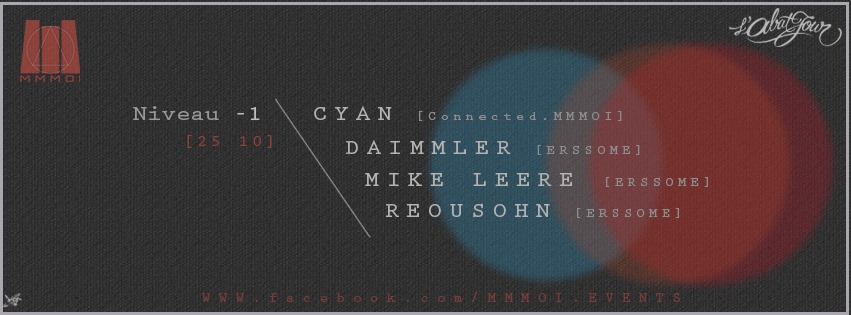 MMMOI
L'Abat Jour
Niveau -1
[25 10]
CYAN [Connected.MMMOI]
DAIMMLER [ERSSOME]
MIKE LEERE [ERSSOME]
REOUSOHN [ERSSOME]
WWW.facebook.com/MMMOI.EVENTS